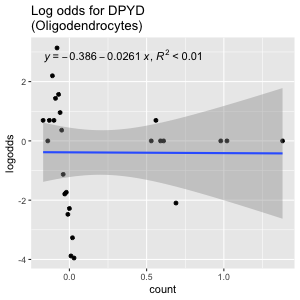 Log odds for DPYD
(Oligodendrocytes)
y = −0.386 − 0.0261 x, R² < 0.01
2
0
-2
-4
logodds
0.0
0.5
1.0
count